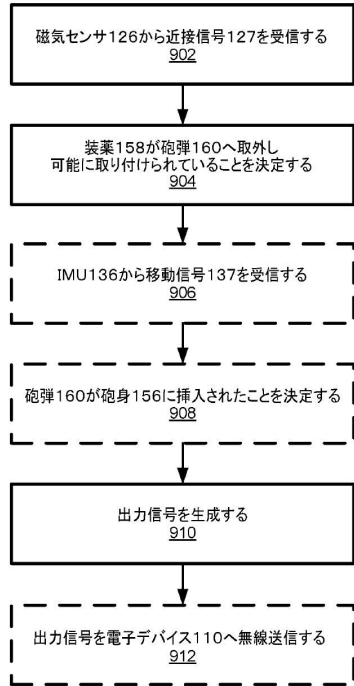 磁気センサ126から近接信号127を受信する
902
装薬158が砲弾160へ取外し
可能に取り付けられていることを決定する
904
IMU136から移動信号137を受信する
906
砲弾160が砲身156に挿入されたことを決定する
908
出力信号を生成する
910
出力信号を電子デバイス110へ無線送信する
912